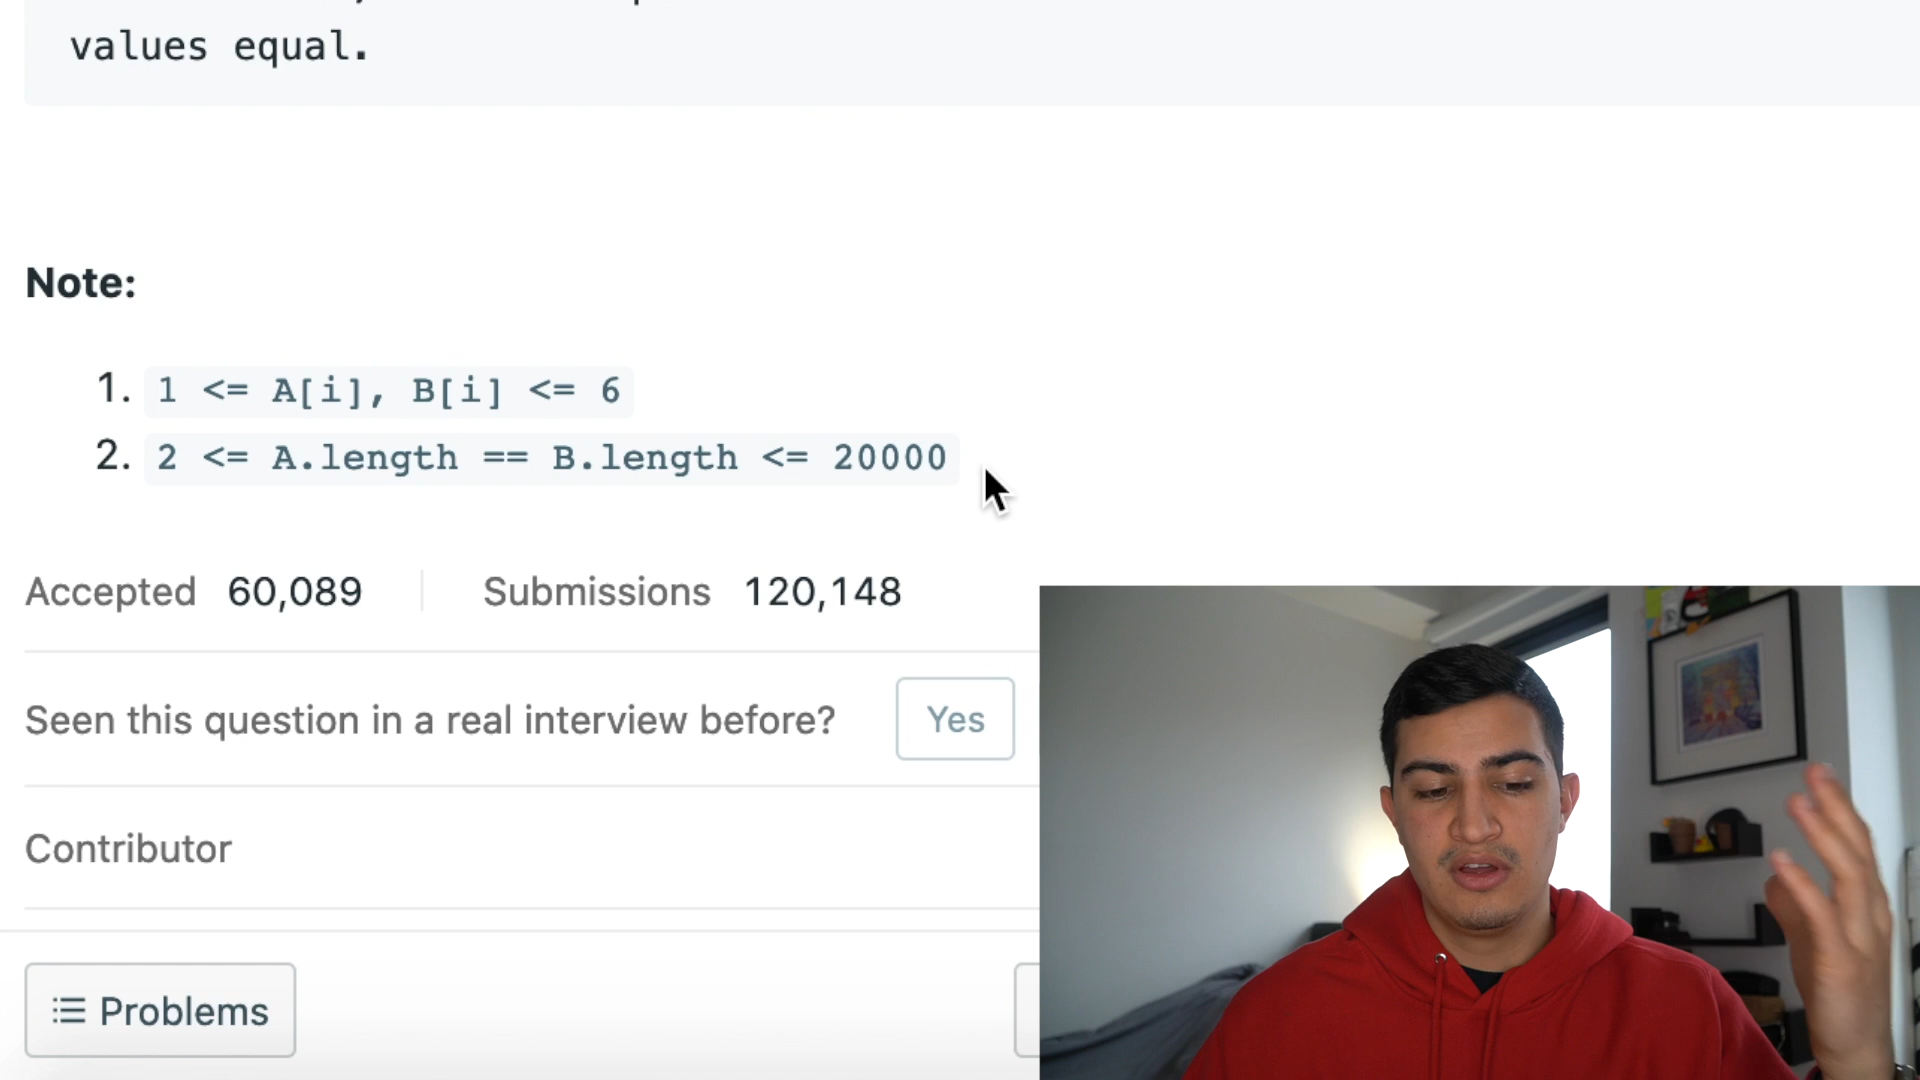 values equal.
Note:
1. 1 <= A[i], B[i] <= 6
2. 2 <= A.length == B.length <= 20000
Accepted 60,089 Submissions 120,148
Seen this question in a real interview before? Yes
Contributor
Problems